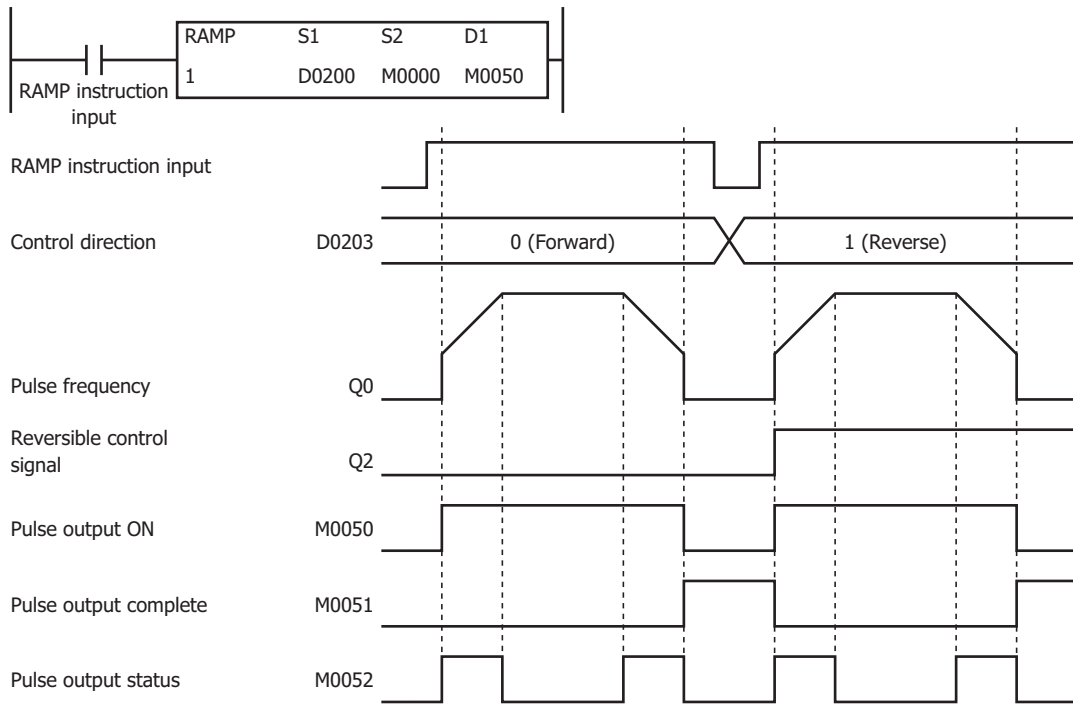 RAMP S1 S2 D1
1 D0200 M0000 M0050
RAMP instruction
input
RAMP instruction input
Control direction D0203 0 (Forward) 1 (Reverse)
Pulse frequency Q0
Reversible control
signal Q2
Pulse output ON M0050
Pulse output complete M0051
Pulse output status M0052